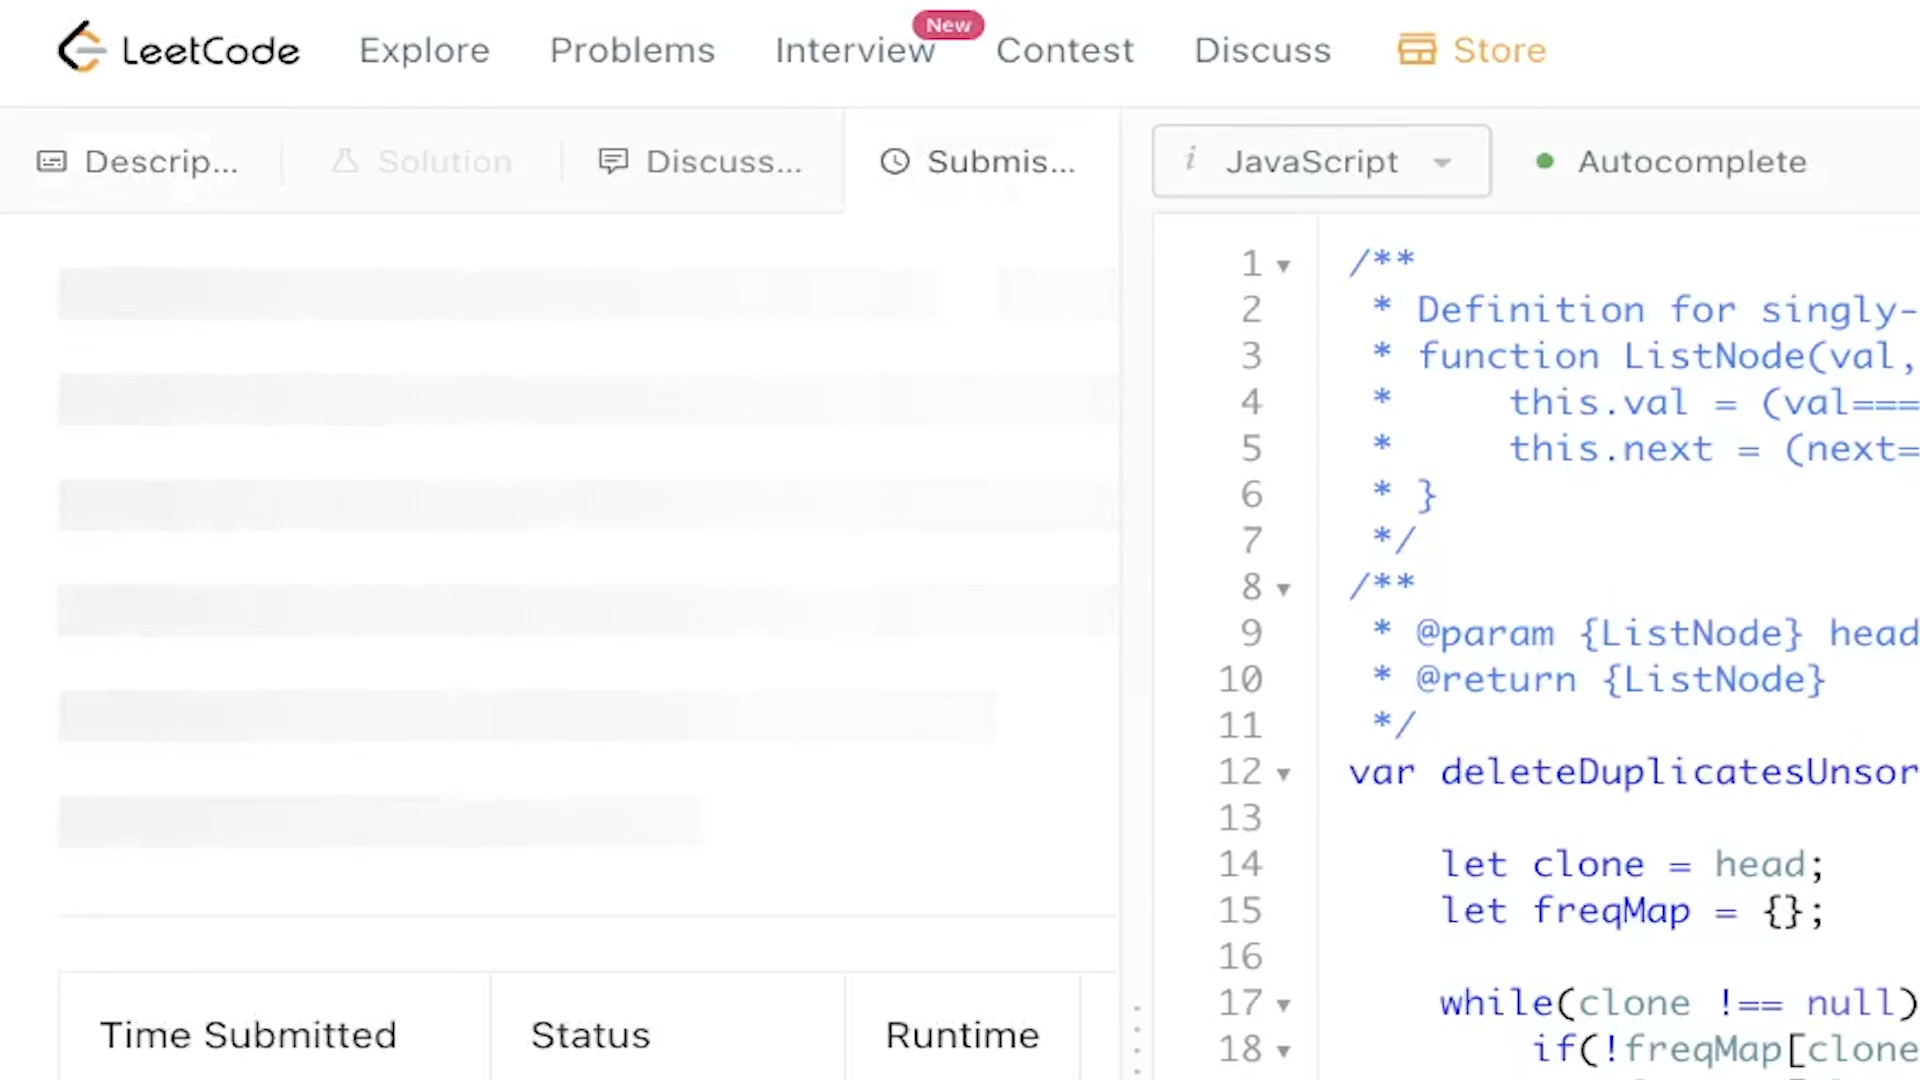 LeetCode Explore Problems Interview New Contest Discuss Store
Descrip... Solution Discuss... Submis...
i JavaScript Autocomplete
1 /**
2 * Definition for singly-
3 * function ListNode(val,
4 * this.val = (val===
5 * this.next = (next=
6 * }
7 */
8 /**
9 * @param {ListNode} head
10 * @return {ListNode}
11 */
12 var deleteDuplicatesUnsor
13
14 let clone = head;
15 let freqMap = {};
16
17 while(clone !== null)
18 if(!freqMap[clone
Time Submitted Status Runtime